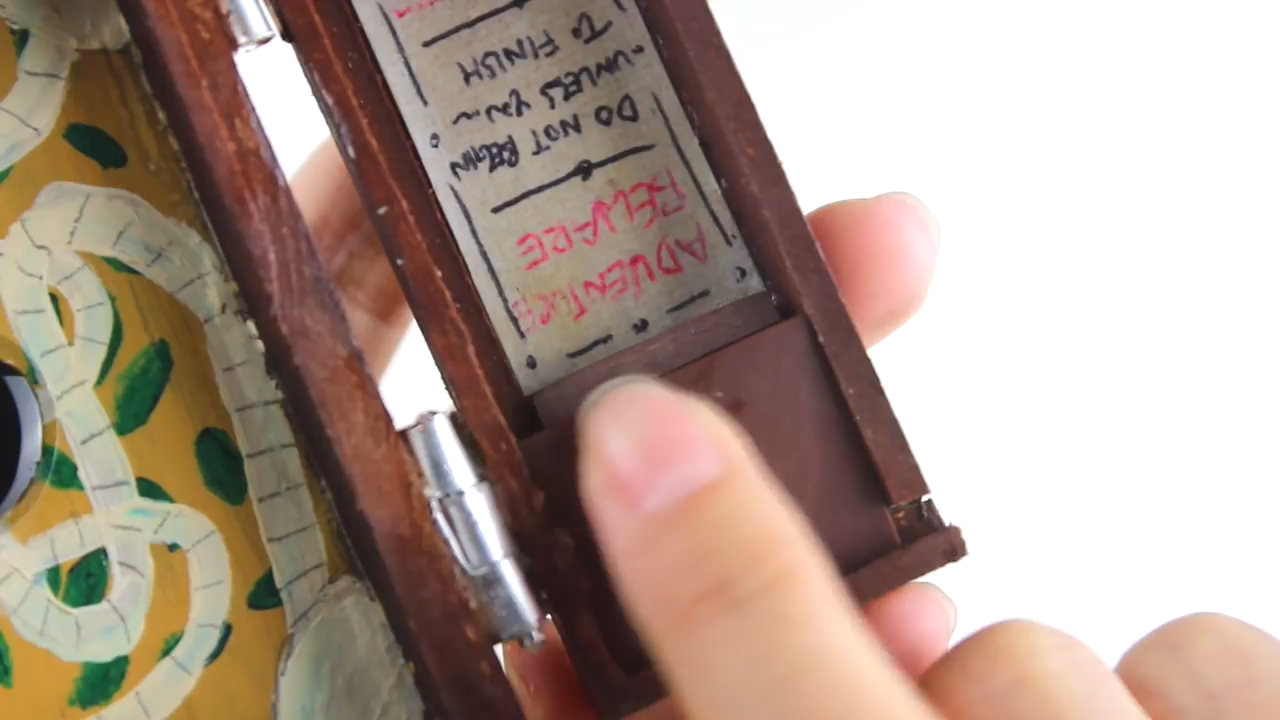 ADVENTURE
BEWARE
DO NOT BEGIN
-UNLESS YOU~
TO FINISH